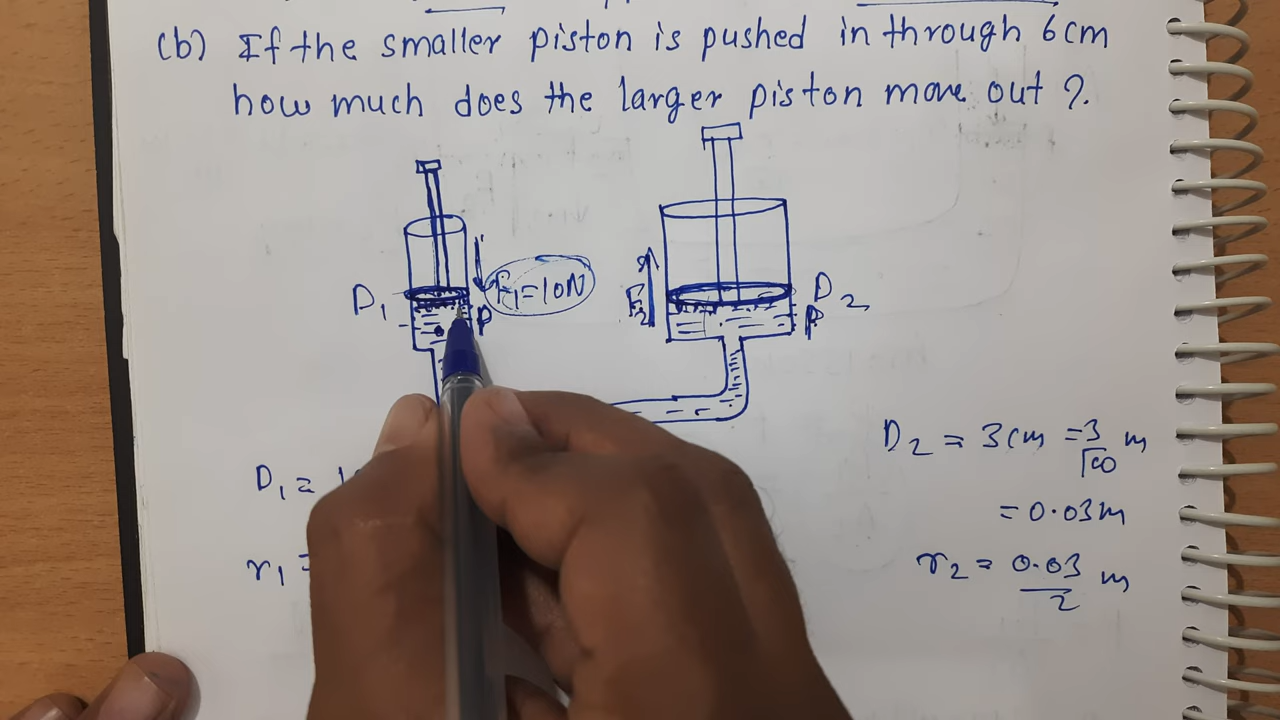 (b) If the smaller piston is pushed in through 6cm
how much does the larger piston move out ?
D1
F1=10N
P
F2
D2
P
D1 =
D2 = 3cm = 3/100 m
= 0.03m
r1 =
r2 = 0.03/2 m